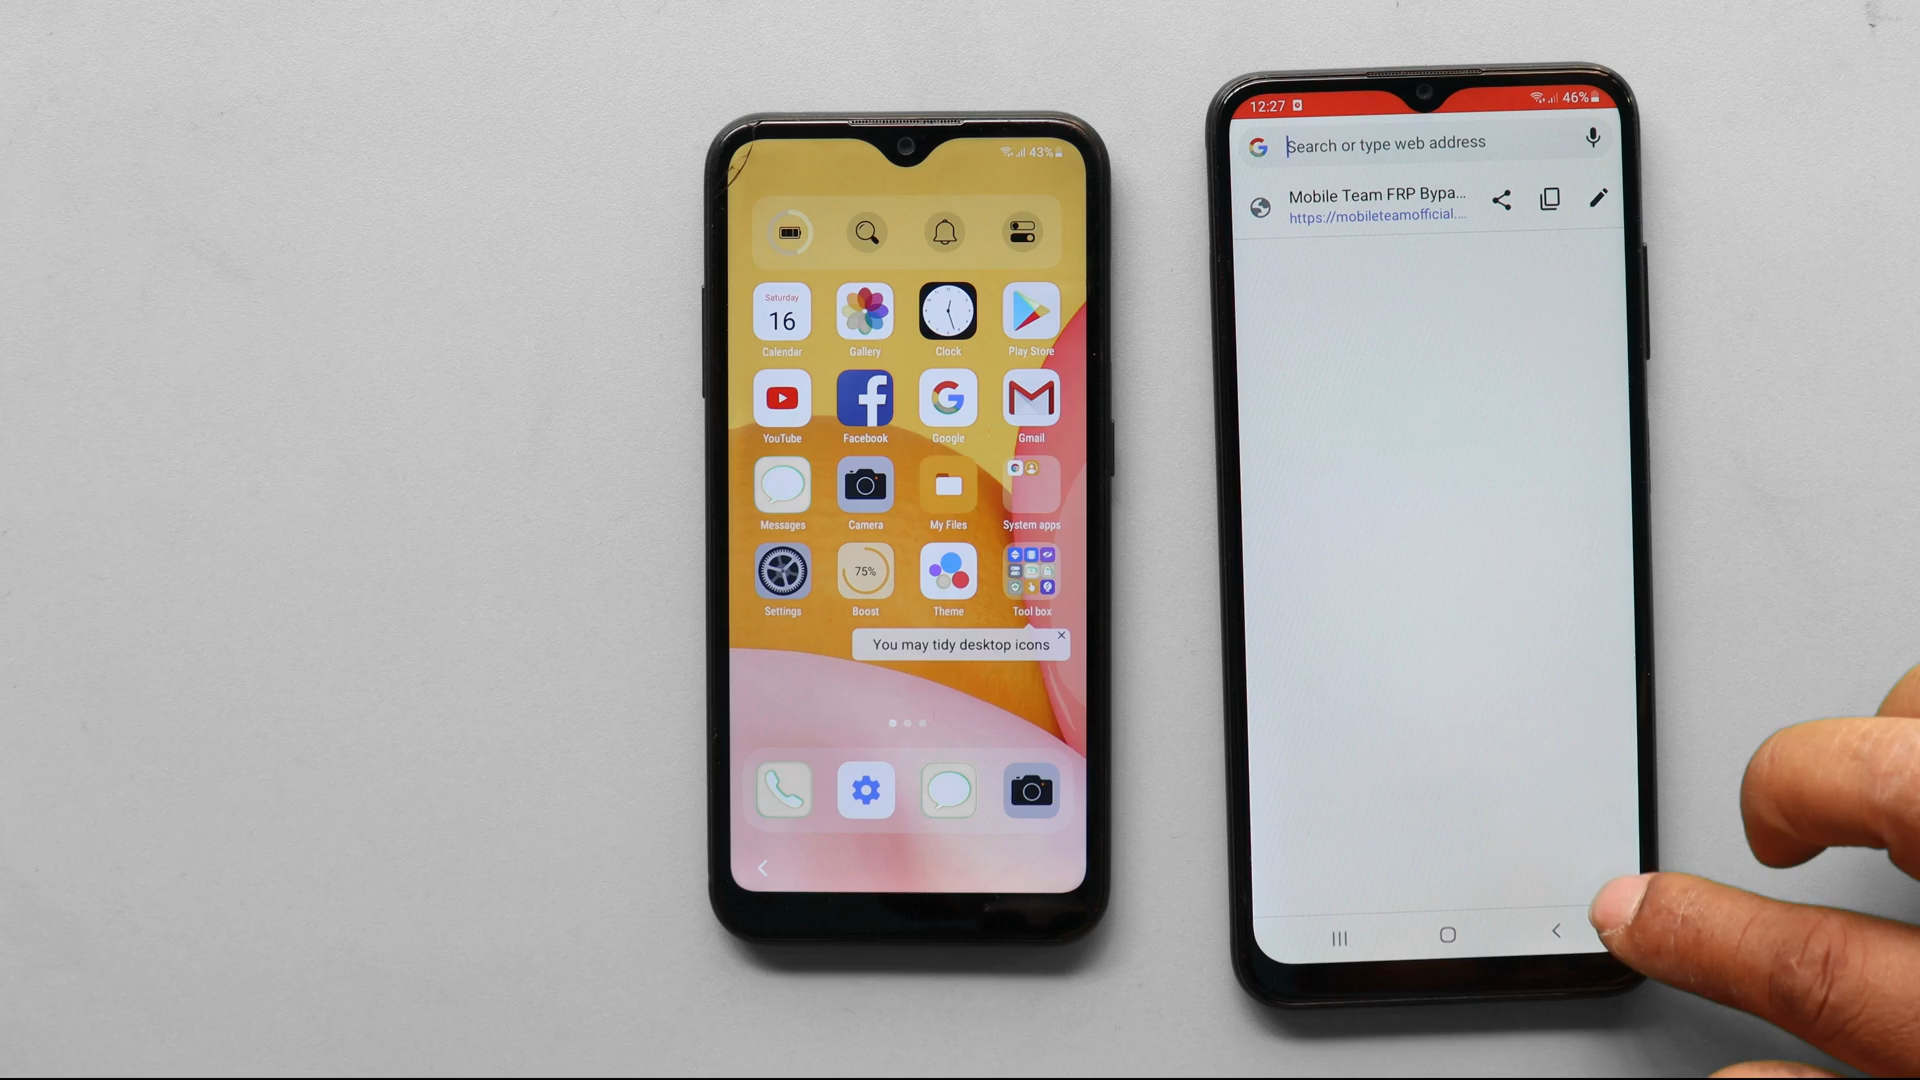 43%
Saturday
16
Calendar
Gallery
Clock
Play Store
YouTube
Facebook
Google
Gmail
Messages
Camera
My Files
System apps
75%
Settings
Boost
Theme
Tool box
You may tidy desktop icons
12:27
46%
Search or type web address
Mobile Team FRP Bypa...
https://mobileteamofficial....